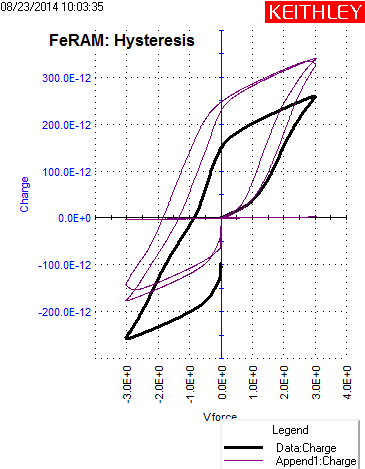 08/23/2014 10:03:35
KEITHLEY
FeRAM: Hysteresis
300.0E-12
200.0E-12
100.0E-12
0.0E+0
-100.0E-12
-200.0E-12
Charge
-3.0E+0
-2.0E+0
-1.0E+0
0.0E+0
1.0E+0
2.0E+0
3.0E+0
4.0E+0
Vforce
Legend
Data:Charge
Append1:Charge